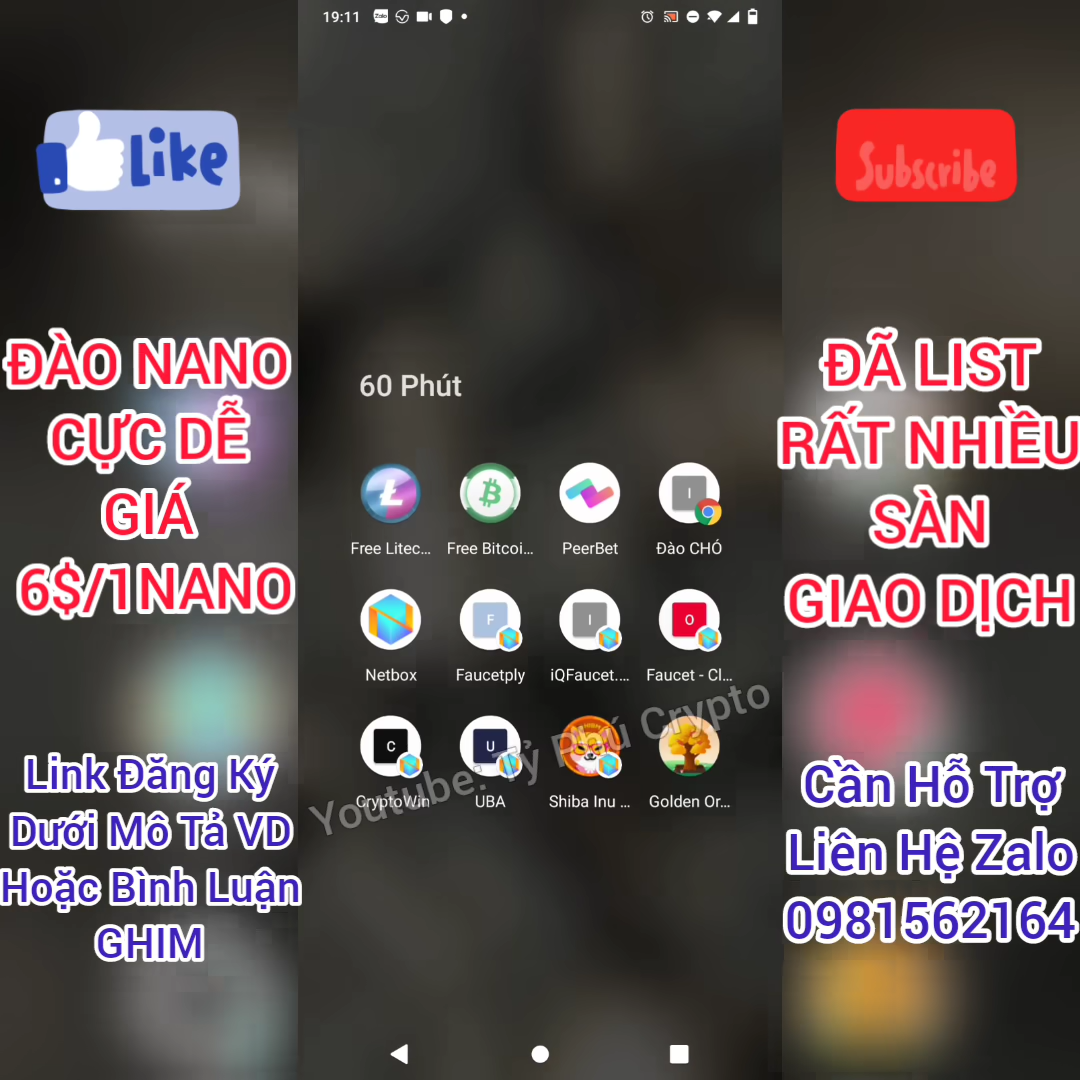 19:11
Zalo
Like
Subscribe
ĐÀO NANO
CỰC DỄ
GIÁ
6$/1NANO
ĐÃ LIST
RẤT NHIỀU
SÀN
GIAO DỊCH
60 Phút
Free Litec...
Free Bitcoi...
PeerBet
I
Đào CHÓ
Netbox
F
Faucetply
I
iQFaucet....
O
Faucet - Cl...
C
CryptoWin
U
UBA
Shiba Inu ...
Golden Or...
Youtube: Tỷ Phú Crypto
Link Đăng Ký
Dưới Mô Tả VD
Hoặc Bình Luận
GHIM
Cần Hỗ Trợ
Liên Hệ Zalo
0981562164